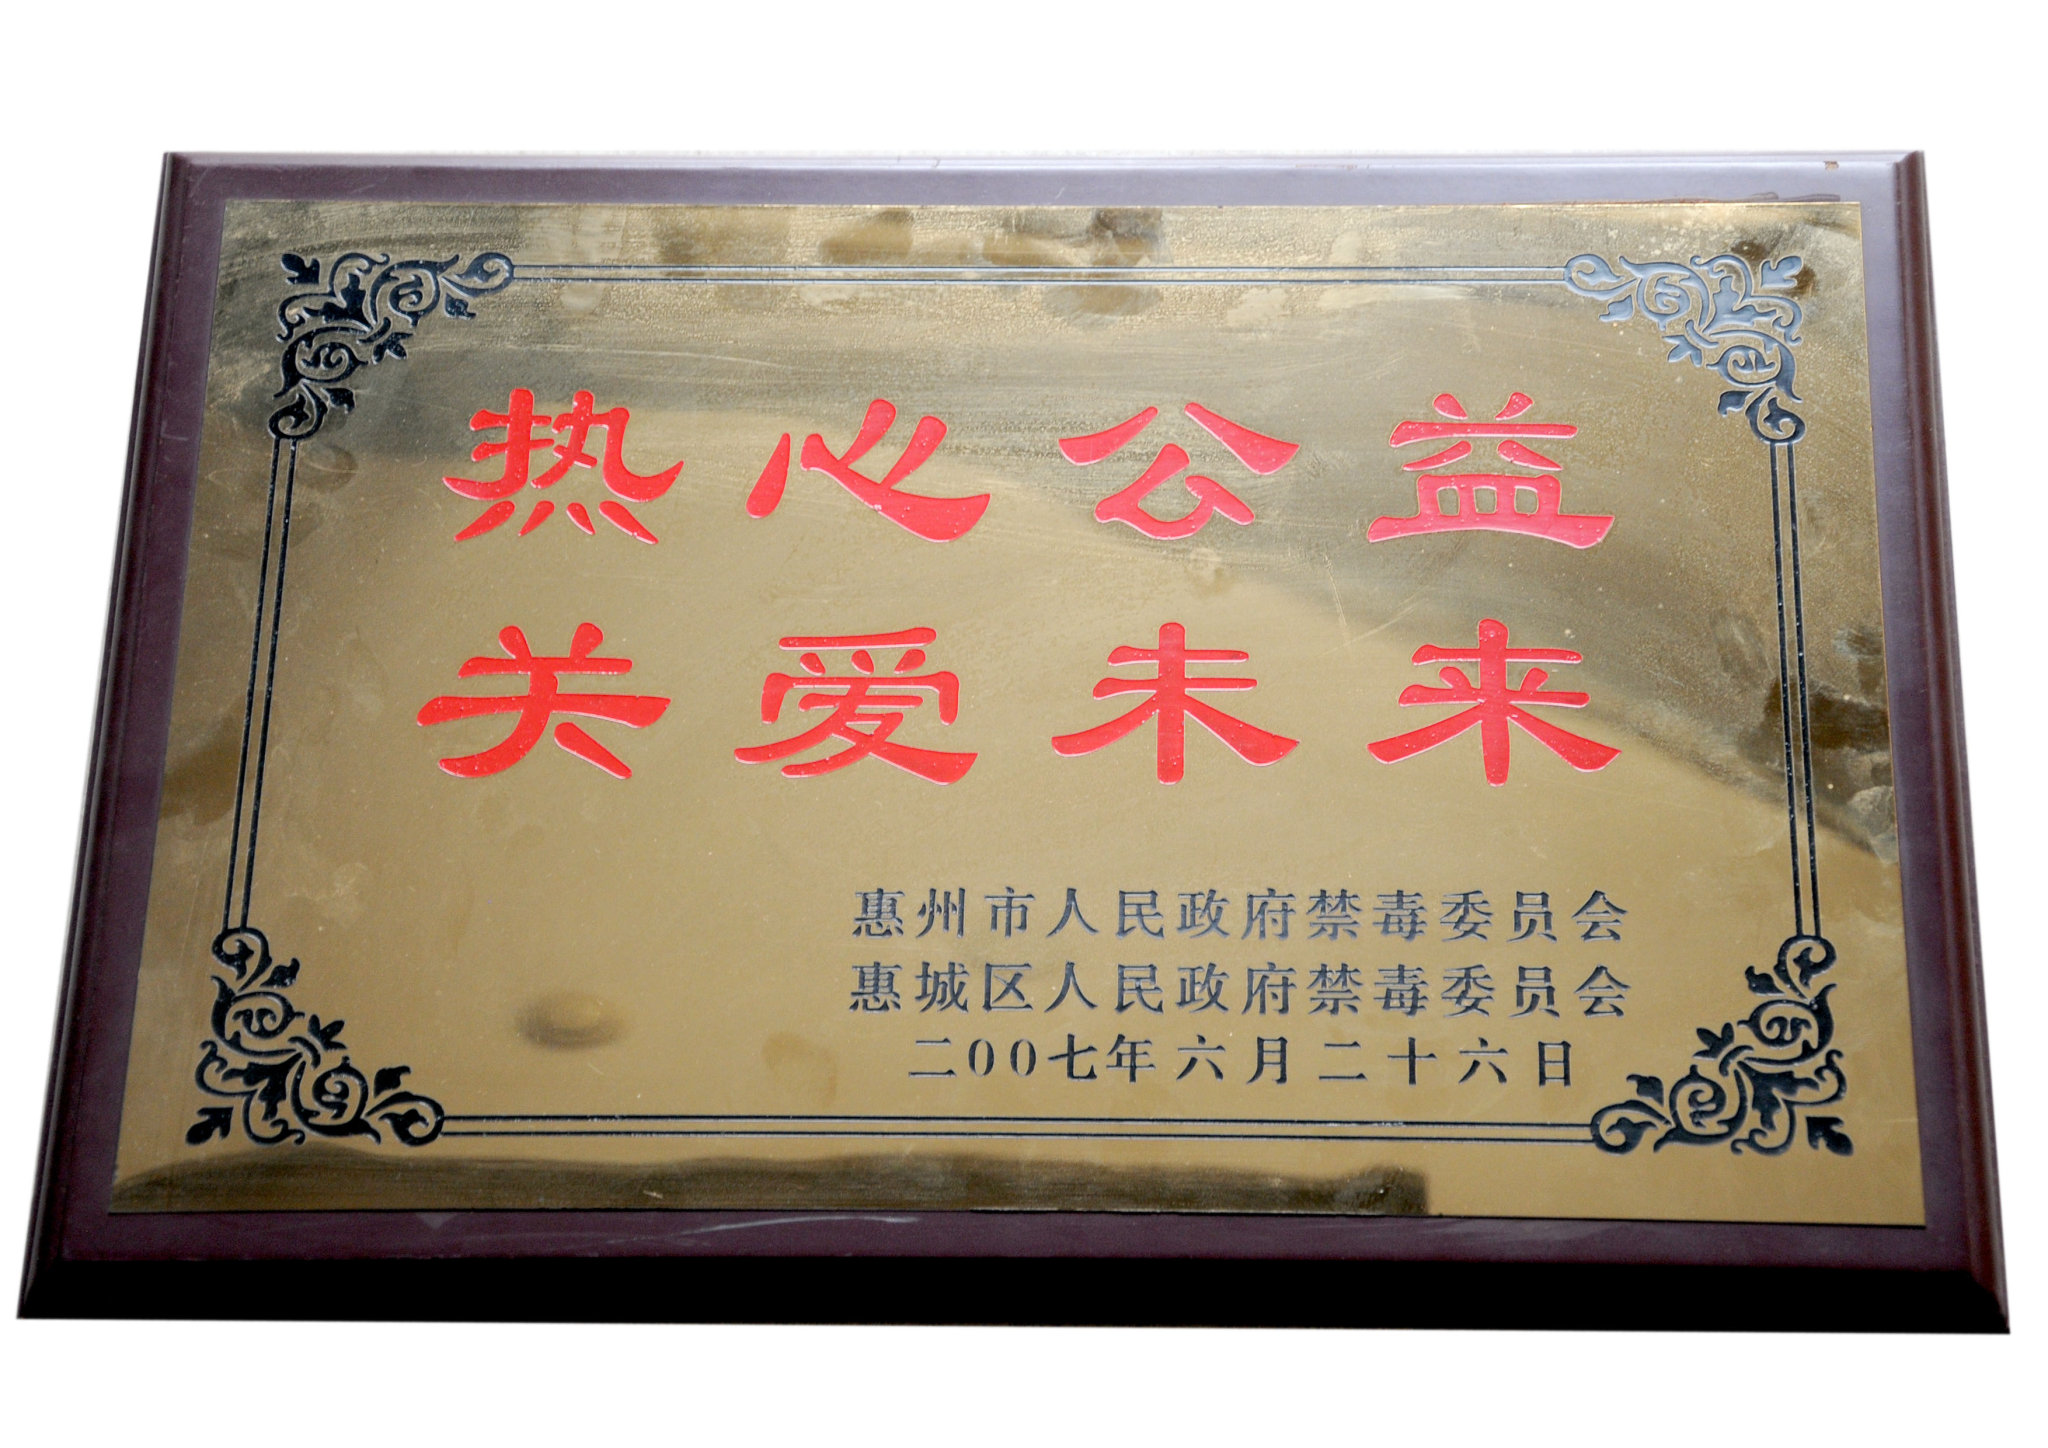 热心公益
关爱未来
惠州市人民政府禁毒委员会
惠城区人民政府禁毒委员会
二00七年六月二十六日